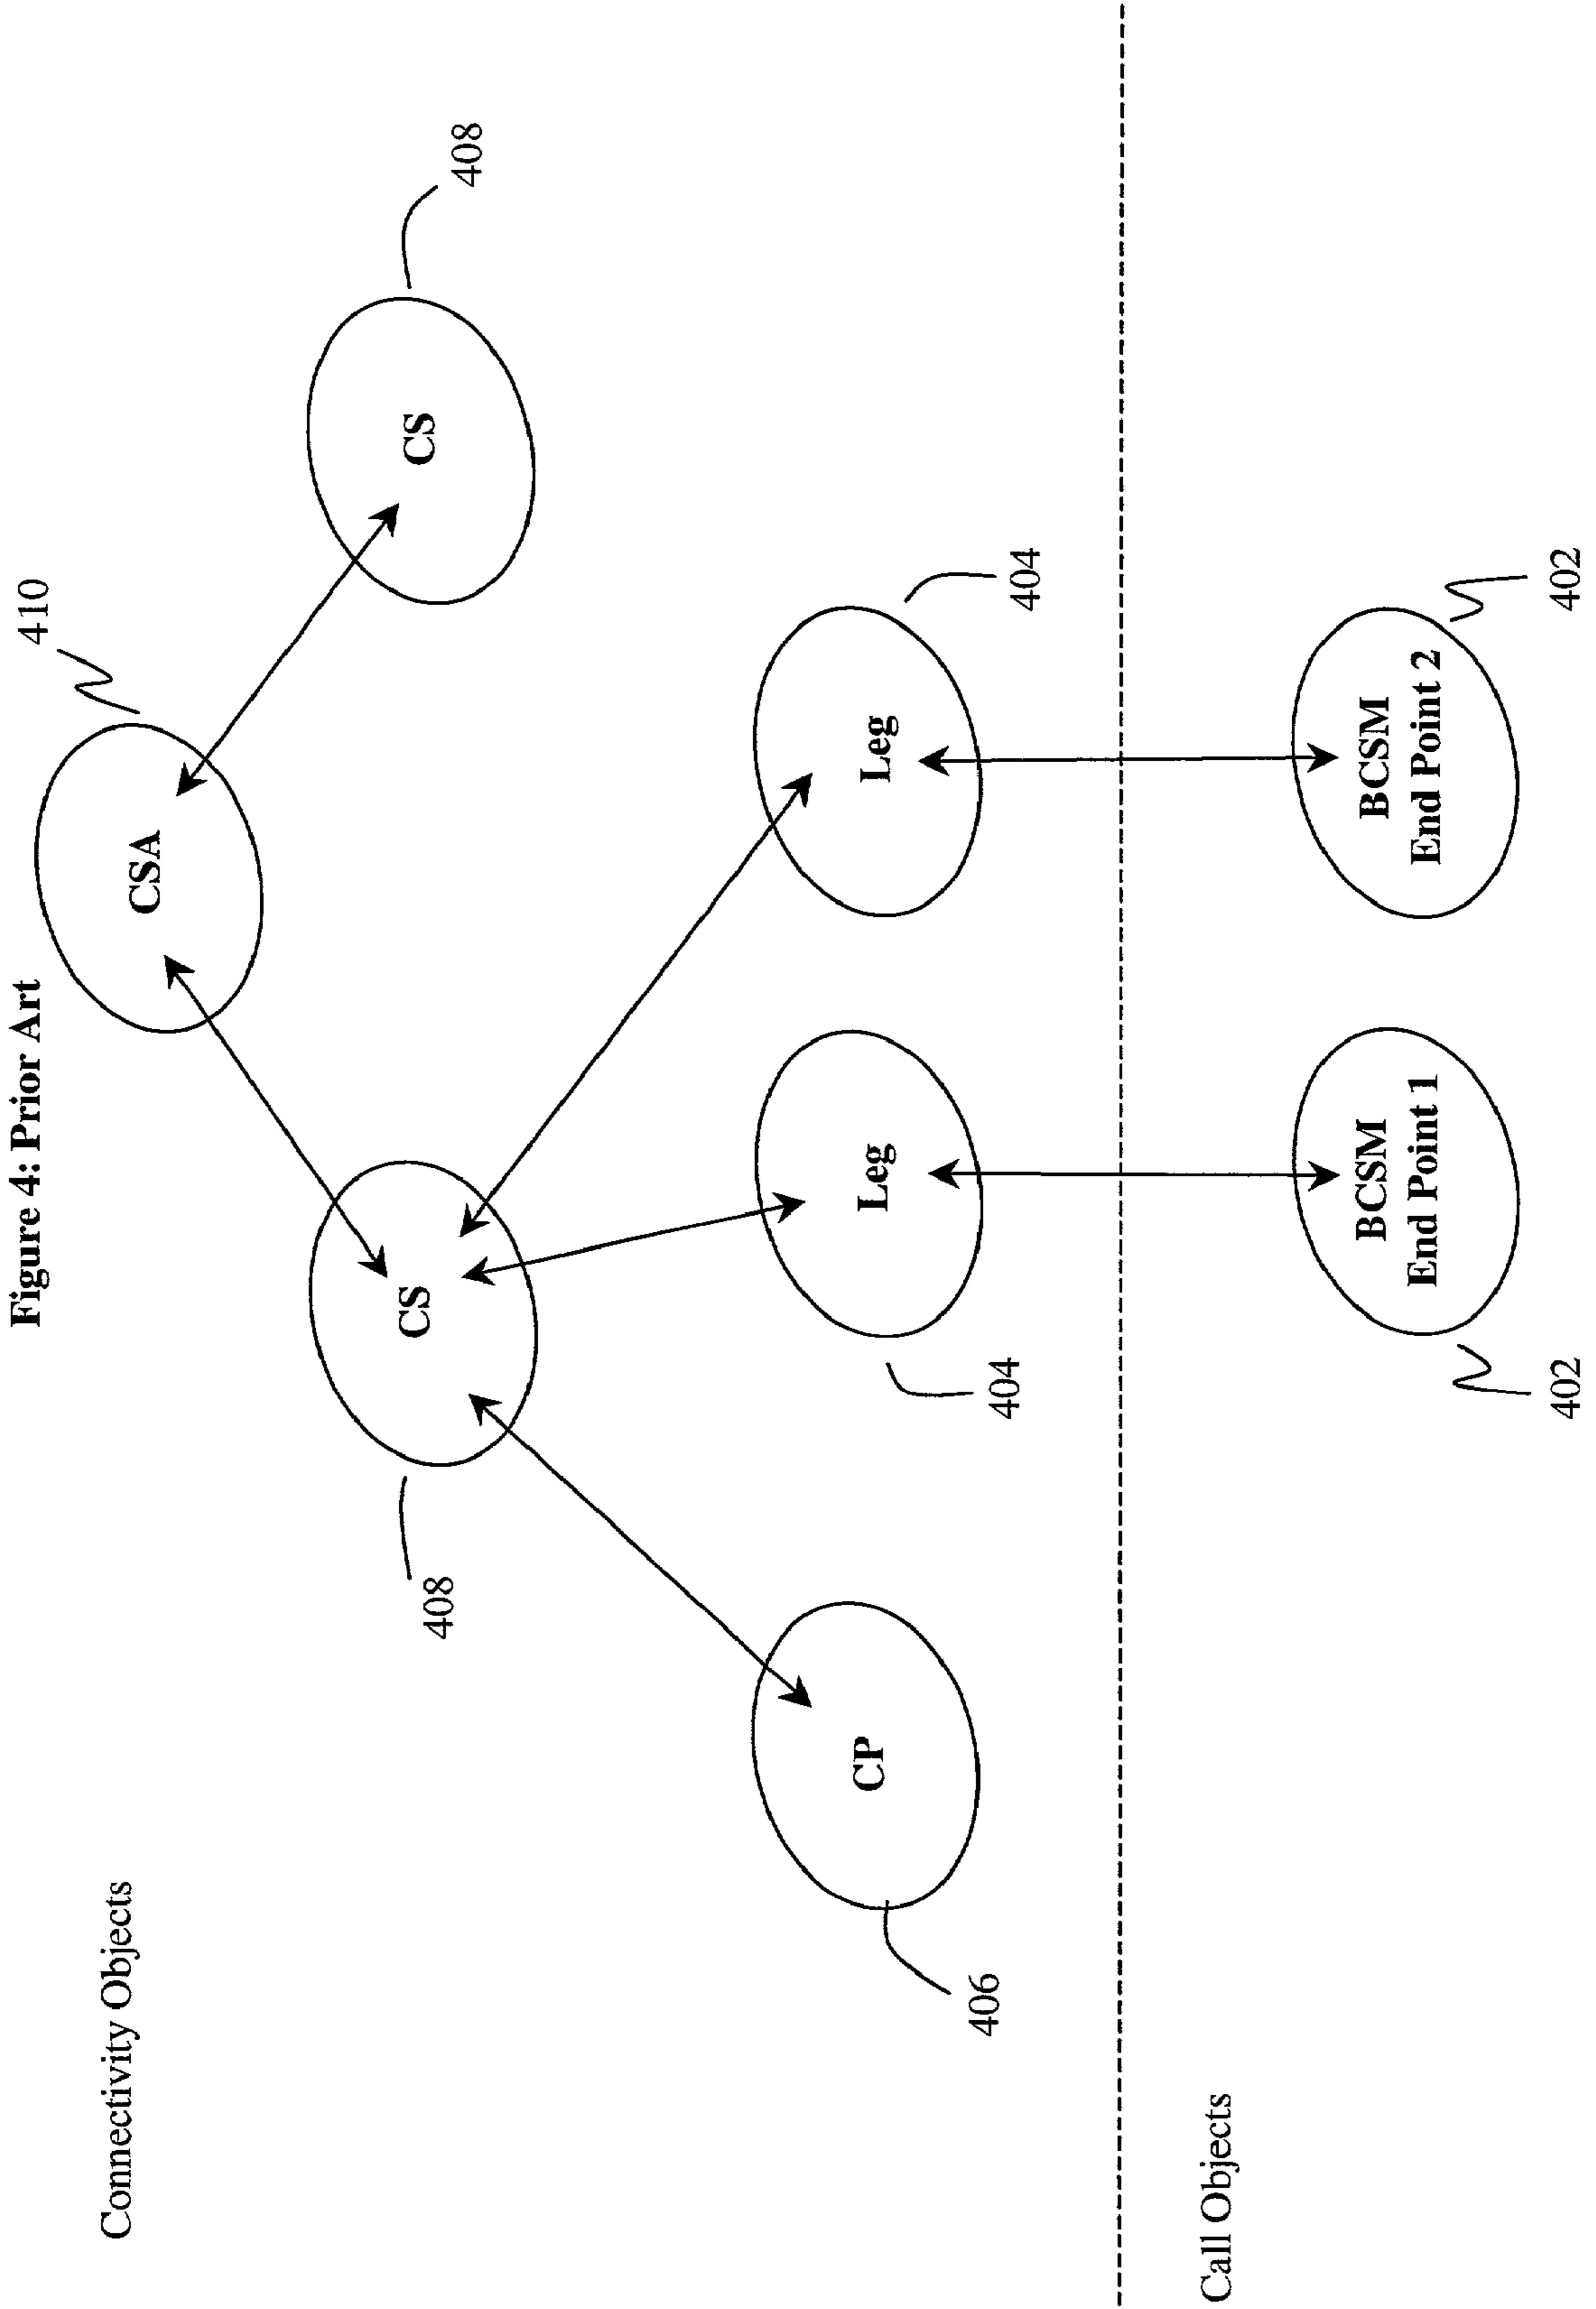 Figure 4: Prior Art
Connectivity Objects
410
CSA
408
CS
CS
408
CP
406
Leg
404
Leg
404
Call Objects
BCSM
End Point 1
402
BCSM
End Point 2
402